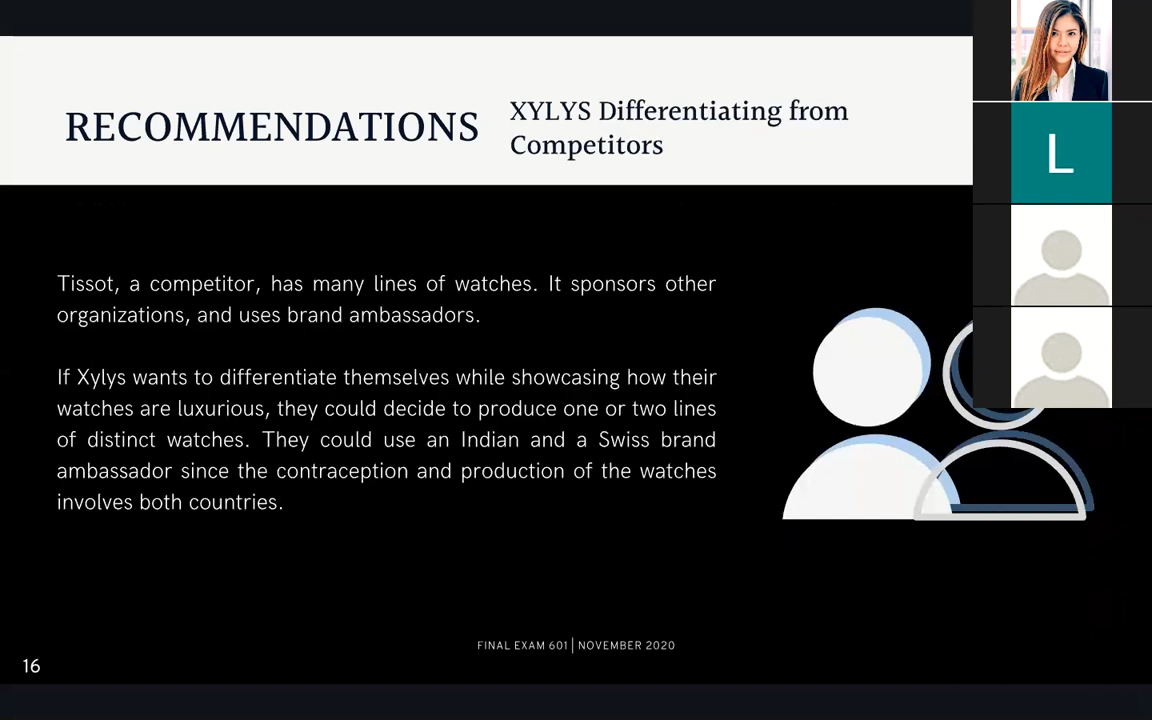 RECOMMENDATIONS
XYLYS Differentiating from
Competitors
L
Tissot, a competitor, has many lines of watches. It sponsors other
organizations, and uses brand ambassadors.
If Xylys wants to differentiate themselves while showcasing how their
watches are luxurious, they could decide to produce one or two lines
of distinct watches. They could use an Indian and a Swiss brand
ambassador since the contraception and production of the watches
involves both countries.
FINAL EXAM 601 | NOVEMBER 2020
16